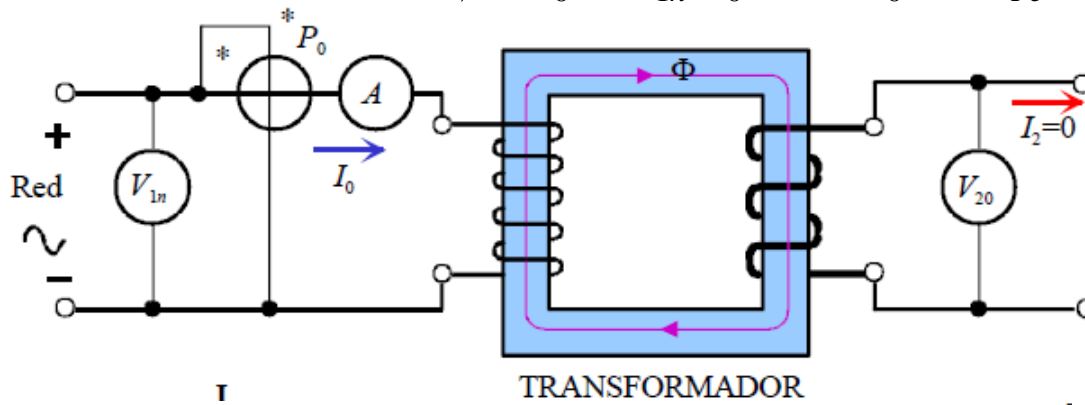 * P₀
*
A
Φ
+
I₀
I₂=0
Red
V₁ₙ
V₂₀
−
TRANSFORMADOR